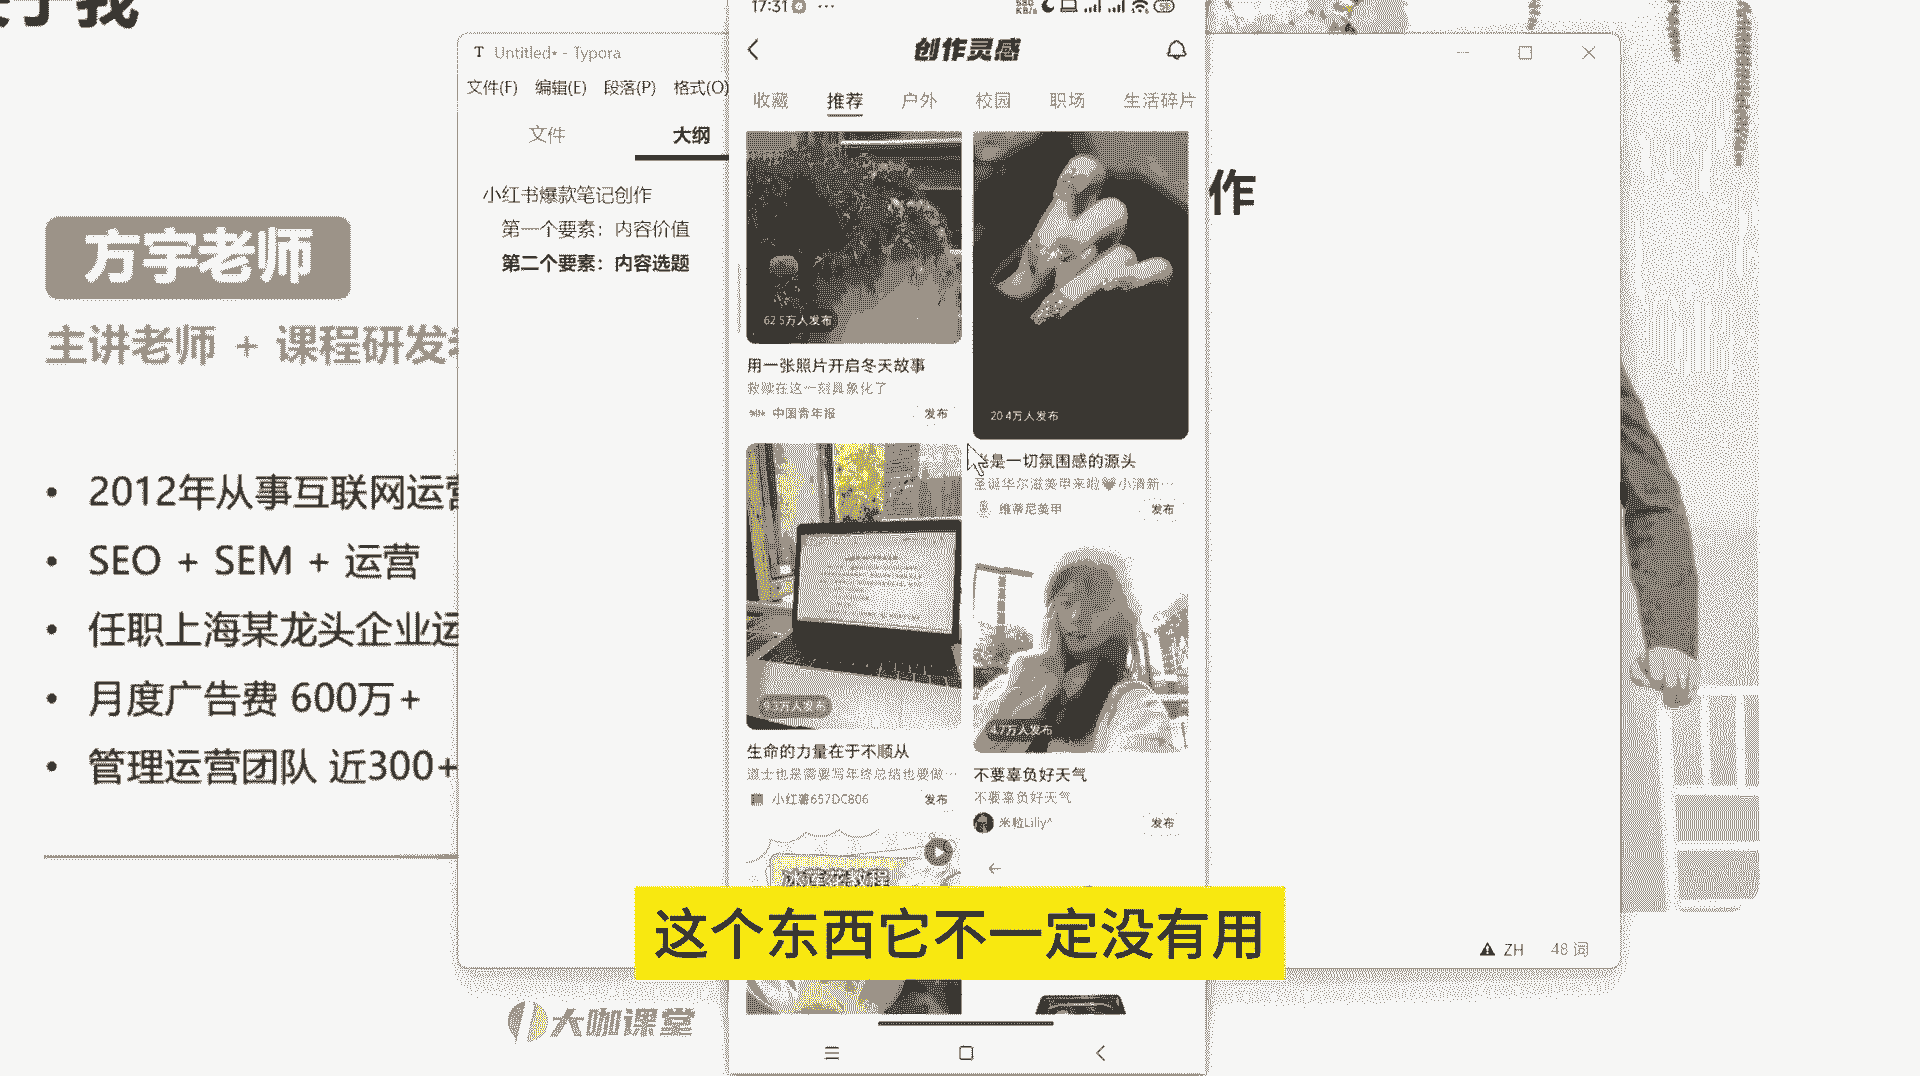 方宇老师
主讲老师 + 课程研发
2012年从事互联网运营
SEO + SEM + 运营
任职上海某龙头企业运
月度广告费 600万+
管理运营团队 近300+
大咖课堂
Untitled• - Typora
文件(F) 编辑(E) 段落(P) 格式(O)
文件 大纲
小红书爆款笔记创作
第一个要素：内容价值
第二个要素：内容选题
作
ZH 48 词
17:31
创作灵感
收藏 推荐 户外 校园 职场 生活碎片
62.5万人发布
用一张照片开启冬天故事
救赎在这一刻具象化了
中国青年报 发布
20.4万人发布
是一切氛围感的源头
圣诞华尔滋美甲来啦🖤小清新…
维蒂尼美甲 发布
9.3万人发布
生命的力量在于不顺从
道士也是需要写年终总结也要做…
小红薯657DC806 发布
4.7万人发布
不要辜负好天气
不要辜负好天气
米粒Liliy^ 发布
这个东西它不一定没有用